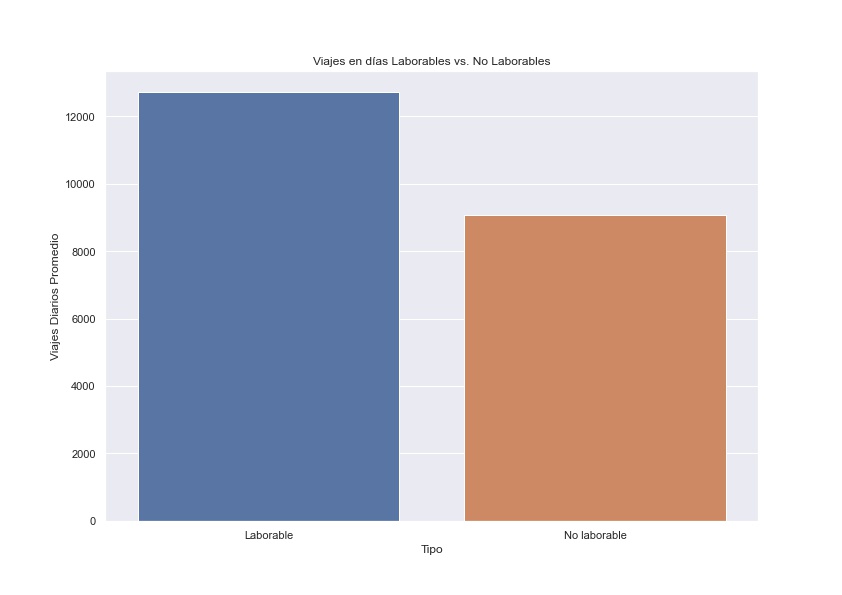 Viajes en días Laborables vs. No Laborables
12000
10000
8000
6000
4000
2000
0
Viajes Diarios Promedio
Laborable
No laborable
Tipo